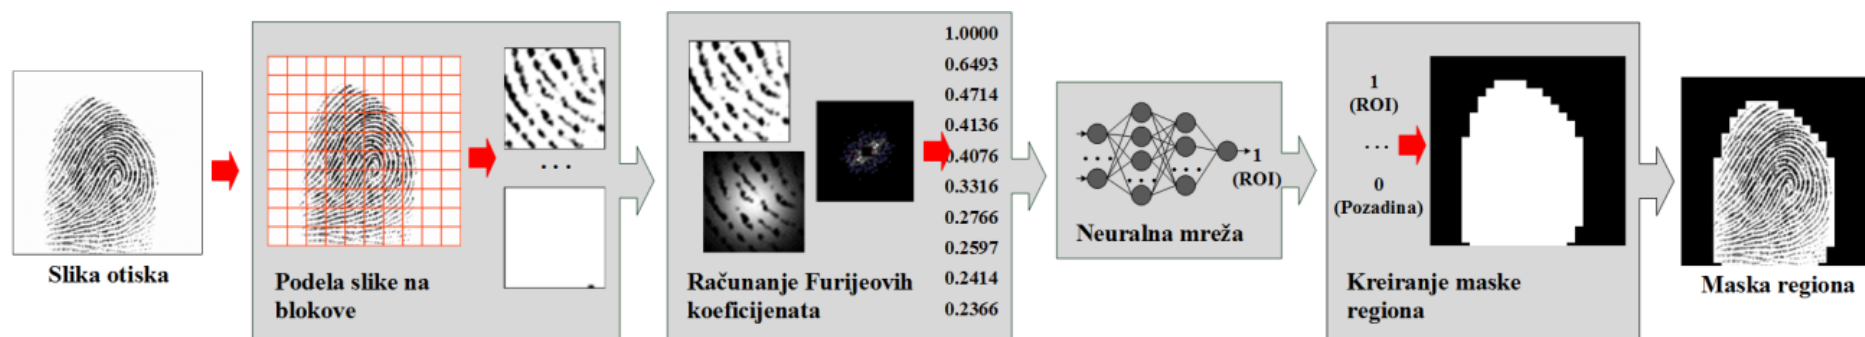 Slika otiska
Podela slike na
blokove
. . .
Računanje Furijeovih
koeficijenata
1.0000
0.6493
0.4714
0.4136
0.4076
0.3316
0.2766
0.2597
0.2414
0.2366
. . .
. . .
. . .
1
(ROI)
Neuralna mreža
1
(ROI)
. . .
0
(Pozadina)
Kreiranje maske
regiona
Maska regiona